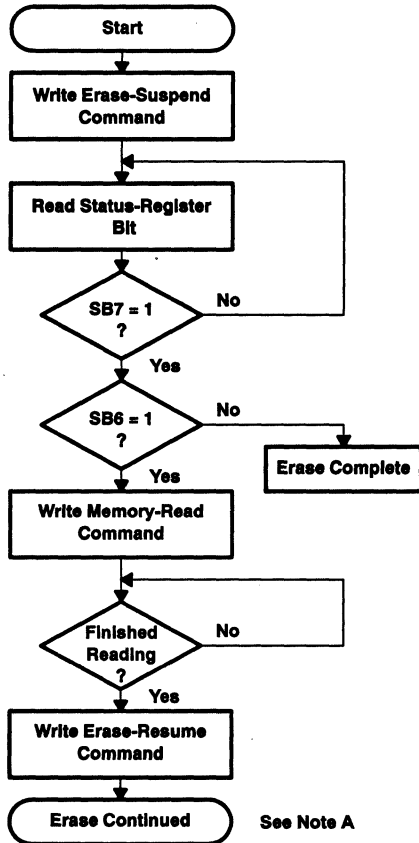 Start
Write Erase-Suspend
Command
Read Status-Register
Bit
SB7 = 1
?
No
Yes
SB6 = 1
?
No
Erase Complete
Yes
Write Memory-Read
Command
Finished
Reading
?
No
Yes
Write Erase-Resume
Command
Erase Continued
See Note A